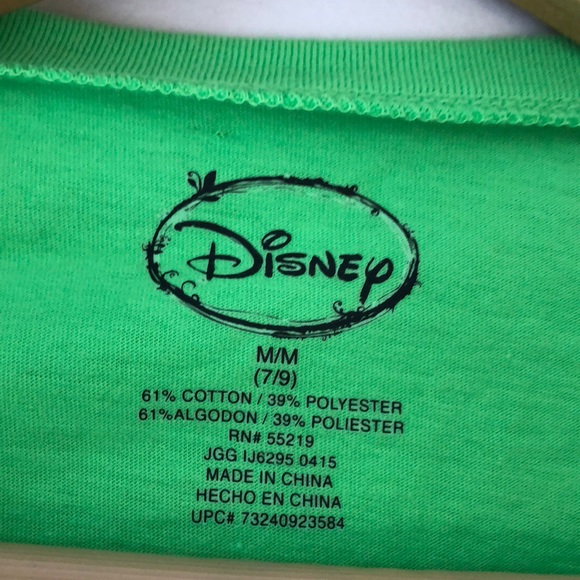 Disney
M/M
(7/9)
61% COTTON / 39% POLYESTER
61%ALGODON / 39% POLIESTER
RN# 55219
JGG IJ6295 0415
MADE IN CHINA
HECHO EN CHINA
UPC# 73240923584